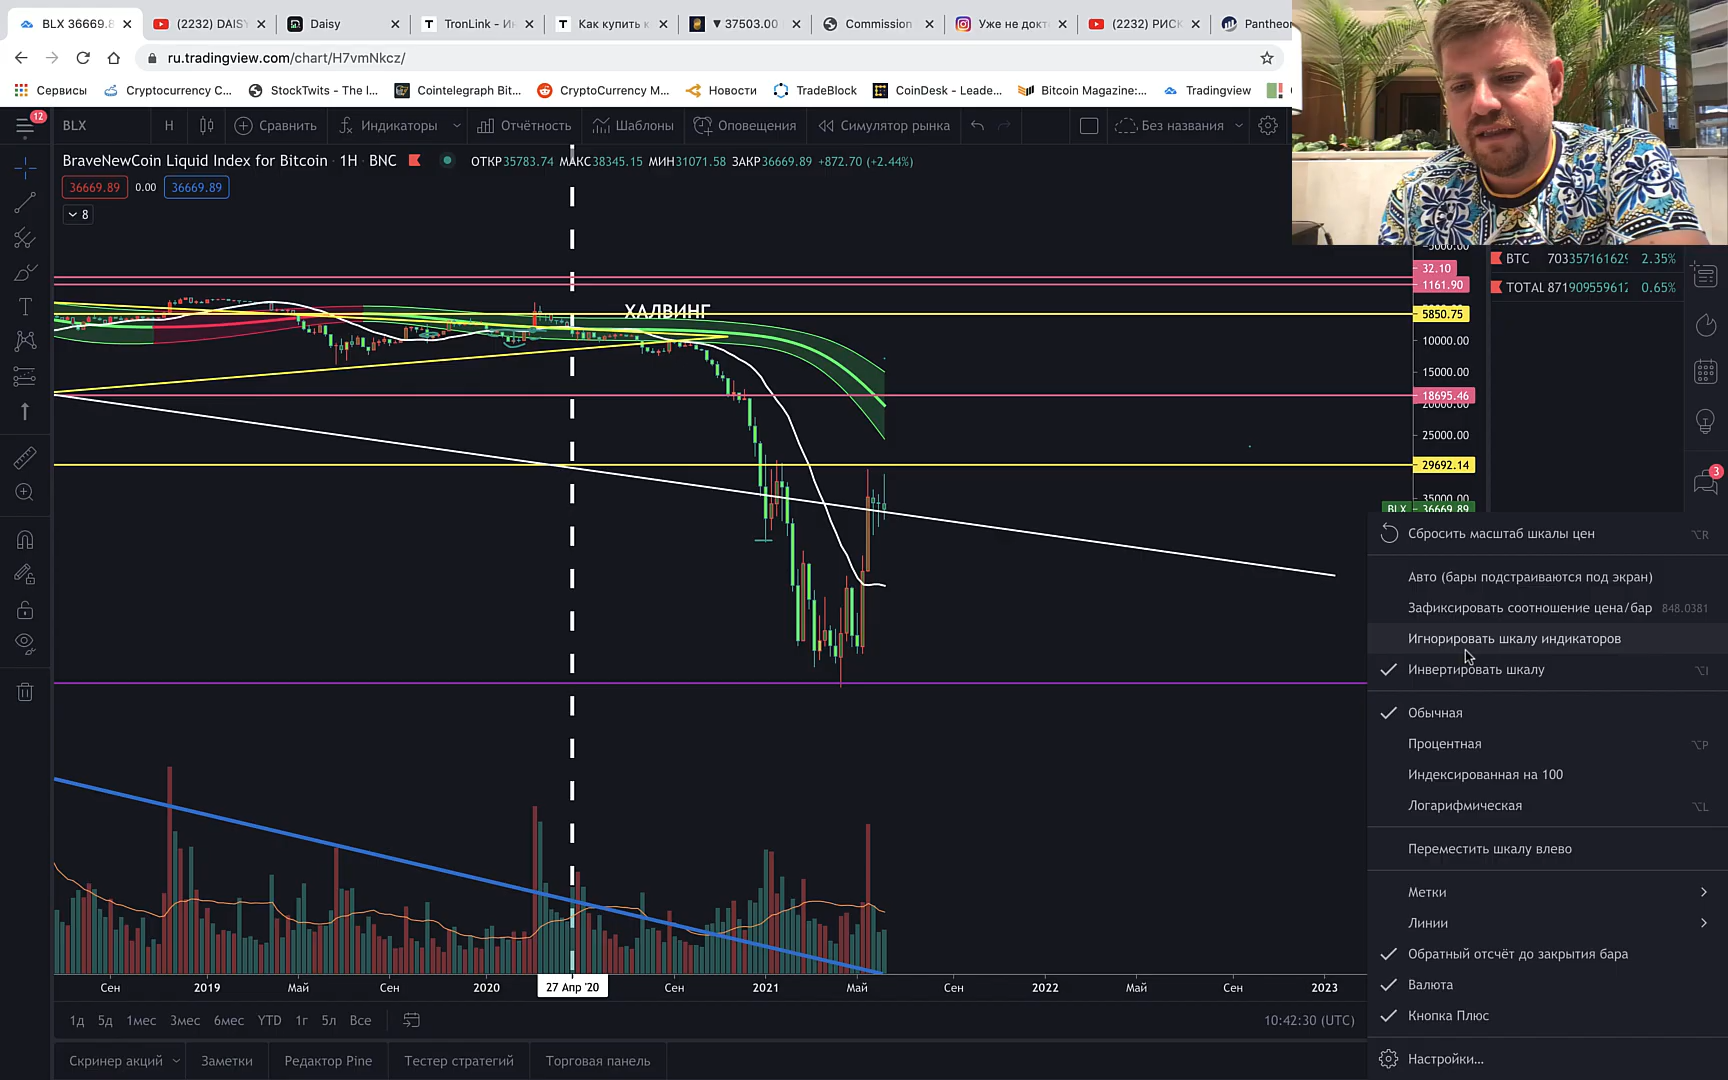 BLX 36669.8
(2232) DAIS
Daisy
TronLink - И
Как купить к
▼ 37503.00
Commission
Уже не докт
(2232) РИСК
Pantheon
ru.tradingview.com/chart/H7vmNkcz/
Сервисы
Cryptocurrency C...
StockTwits - The I...
Cointelegraph Bit...
CryptoCurrency M...
Новости
TradeBlock
CoinDesk - Leade...
Bitcoin Magazine:...
Tradingview
12
BLX
Н
Сравнить
Индикаторы
Отчётность
Шаблоны
Оповещения
Симулятор рынка
Без названия
BraveNewCoin Liquid Index for Bitcoin · 1Н · BNC
ОТКР35783.74 МАКС38345.15 МИН31071.58 ЗАКР36669.89 +872.70 (+2.44%)
36669.89 0.00 36669.89
8
BTC 703357161629 2.35%
32.10
1161.90
TOTAL 871909559612 0.65%
ХАЛВИНГ
5850.75
10000.00
15000.00
18695.46
20000.00
25000.00
29692.14
3
35000.00
BLX 36669.89
Сбросить масштаб шкалы цен ⌥R
Авто (бары подстраиваются под экран)
Зафиксировать соотношение цена/бар 848.0381
Игнорировать шкалу индикаторов
Инвертировать шкалу ⌥I
Обычная
Процентная ⌥P
Индексированная на 100
Логарифмическая ⌥L
Переместить шкалу влево
Метки
Линии
Обратный отсчёт до закрытия бара
Валюта
Кнопка Плюс
Настройки...
Сен
2019
Май
Сен
2020
27 Апр '20
Сен
2021
Май
Сен
2022
Май
Сен
2023
1д 5д 1мес 3мес 6мес YTD 1г 5л Все
10:42:30 (UTC)
Скринер акций
Заметки
Редактор Pine
Тестер стратегий
Торговая панель